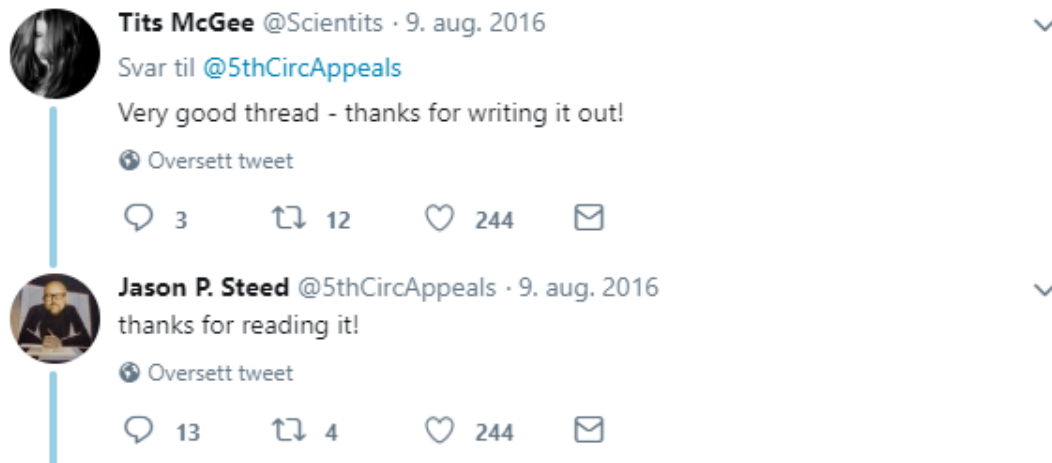 Tits McGee @Scientits · 9. aug. 2016
Svar til @5thCircAppeals
Very good thread - thanks for writing it out!
Oversett tweet
3 12 244
Jason P. Steed @5thCircAppeals · 9. aug. 2016
thanks for reading it!
Oversett tweet
13 4 244